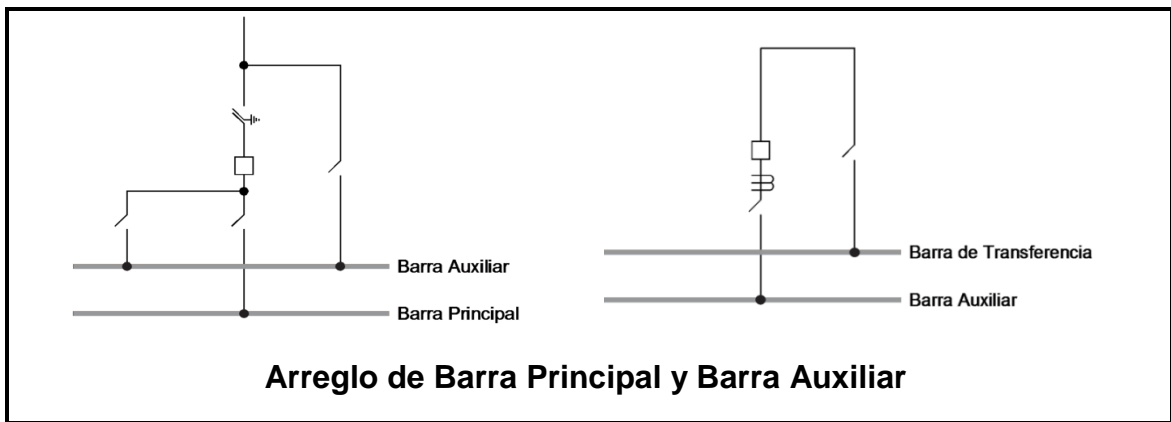 Barra Auxiliar
Barra Principal
Barra de Transferencia
Barra Auxiliar
Arreglo de Barra Principal y Barra Auxiliar